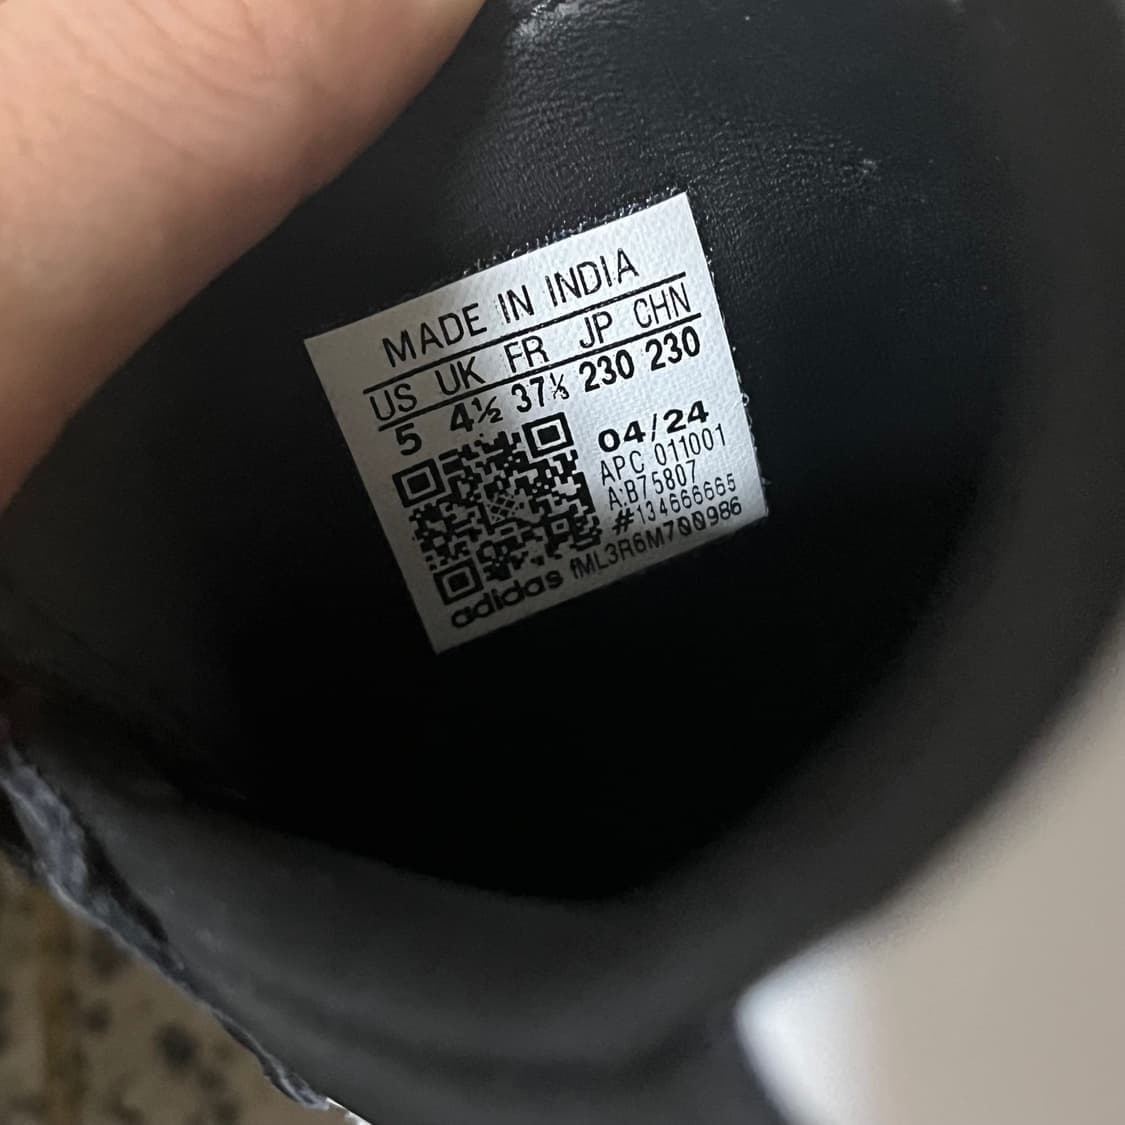 MADE IN INDIA
US UK FR JP CHN
5 4½ 37⅓ 230 230
04/24
APC 011001
A:B75807
#134666665
adidas fML3R6M700986